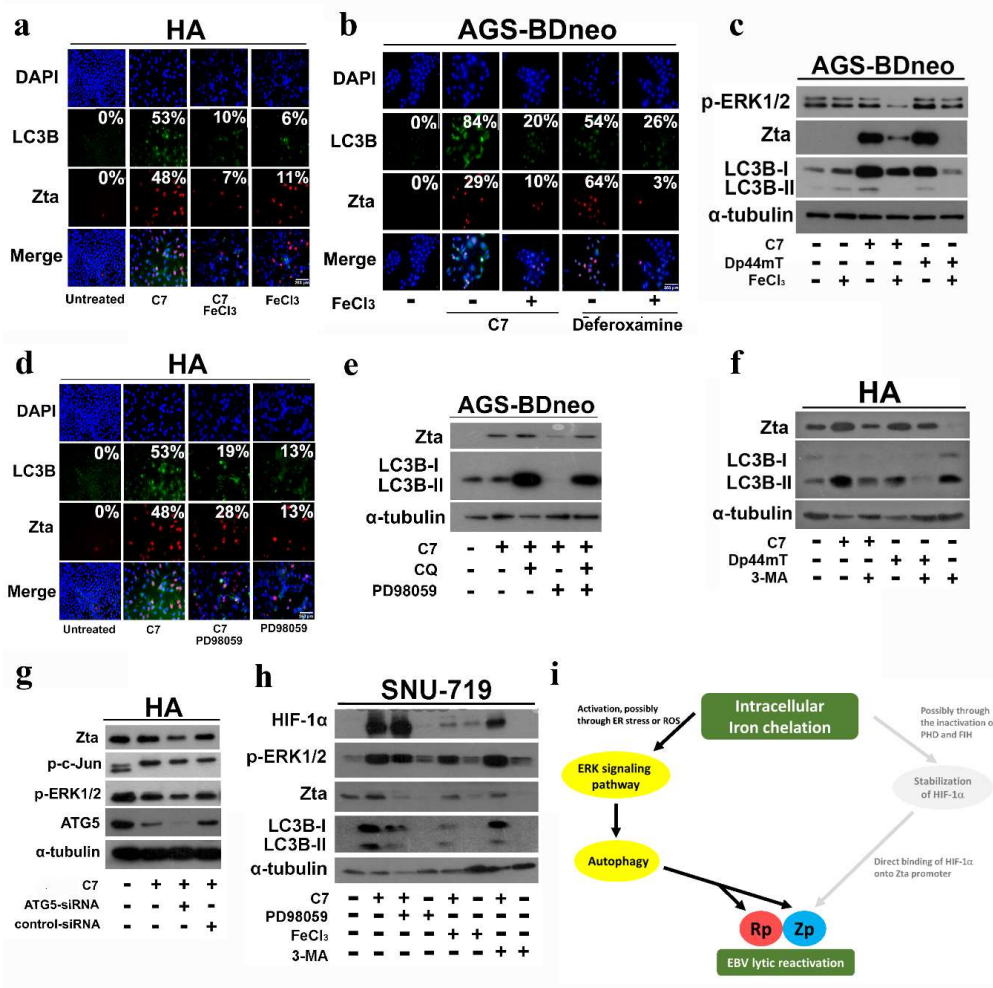 a
HA
DAPI
LC3B
0% 53% 10% 6%
Zta
0% 48% 7% 11%
Merge
Untreated C7 C7 FeCl3
FeCl3
b
AGS-BDneo
DAPI
LC3B
0% 84% 20% 54% 26%
Zta
0% 29% 10% 64% 3%
Merge
FeCl3 - - + - +
C7 Deferoxamine
c
AGS-BDneo
p-ERK1/2
Zta
LC3B-I
LC3B-II
α-tubulin
C7 - - + + - -
Dp44mT - - - - + +
FeCl₃ - + - + - +
d
HA
DAPI
LC3B
0% 53% 19% 13%
Zta
0% 48% 28% 13%
Merge
Untreated C7 C7 PD98059
PD98059
e
AGS-BDneo
Zta
LC3B-I
LC3B-II
α-tubulin
C7 - + + + +
CQ - - + - +
PD98059 - - - + +
f
HA
Zta
LC3B-I
LC3B-II
α-tubulin
C7 - + + - - -
Dp44mT - - - + + -
3-MA - - + - + +
g
HA
Zta
p-c-Jun
p-ERK1/2
ATG5
α-tubulin
C7 - + + +
ATG5-siRNA - - + -
control-siRNA - - - +
h
SNU-719
HIF-1α
p-ERK1/2
Zta
LC3B-I
LC3B-II
α-tubulin
C7 - + + - + - + -
PD98059 - - + + - - - -
FeCl₃ - - - - + + - -
3-MA - - - - - - + +
i
Activation, possibly
through ER stress or ROS
Intracellular
Iron chelation
Possibly through
the inactivation o
PHD and FIH
ERK signaling
pathway
Stabilization
of HIF-1α
Autophagy
Direct binding of HIF-1α
onto Zta promoter
Rp Zp
EBV lytic reactivation